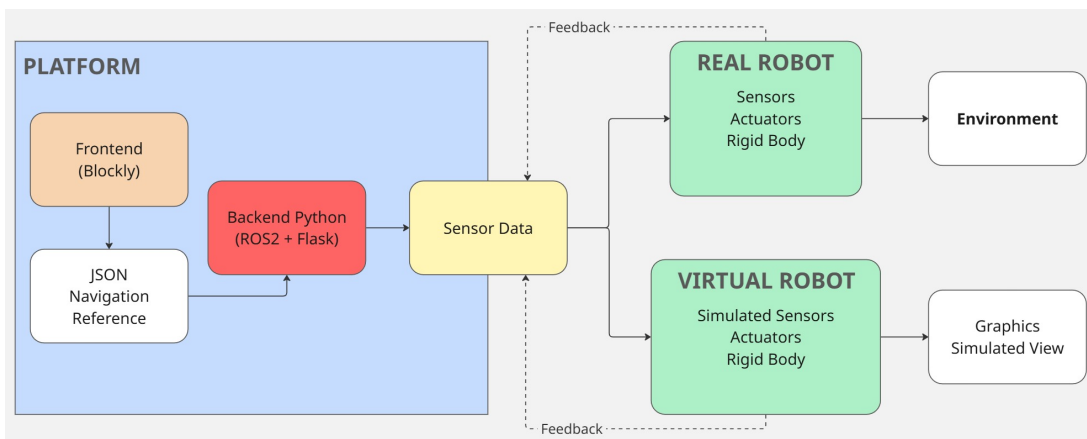 Feedback
PLATFORM
Frontend
(Blockly)
JSON
Navigation
Reference
Backend Python
(ROS2 + Flask)
Sensor Data
REAL ROBOT
Sensors
Actuators
Rigid Body
Environment
VIRTUAL ROBOT
Simulated Sensors
Actuators
Rigid Body
Graphics
Simulated View
Feedback